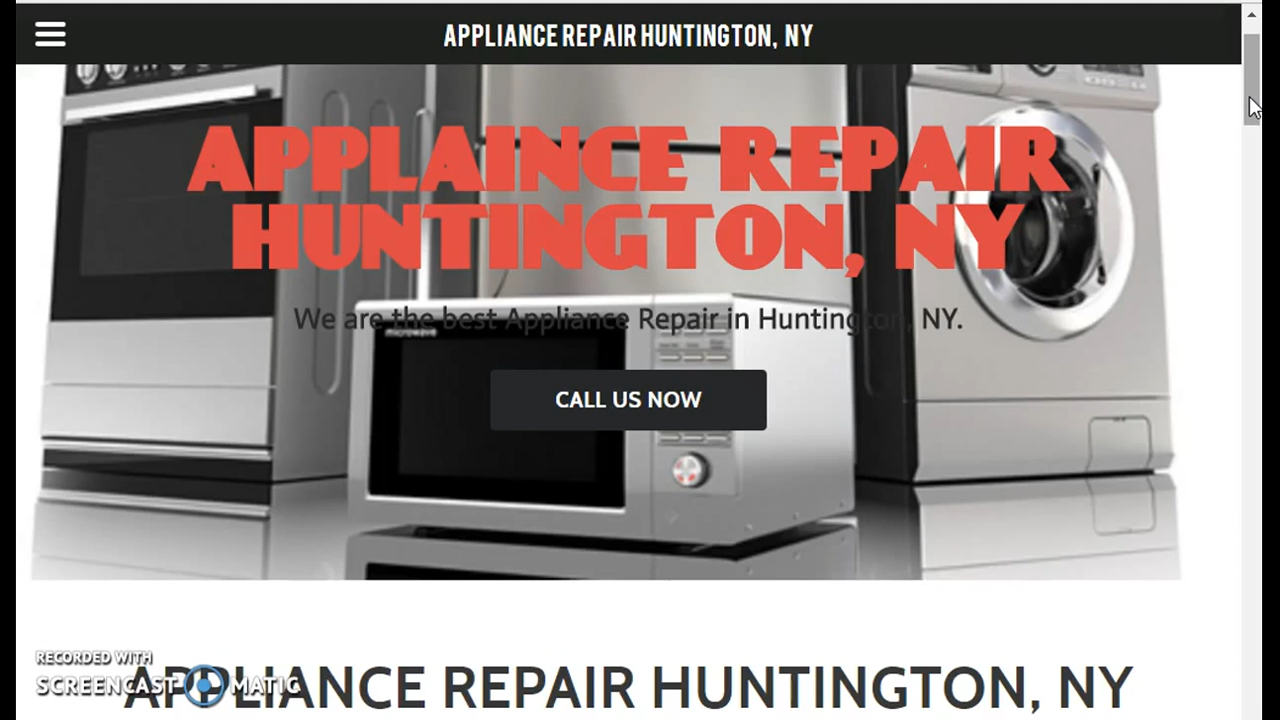 APPLIANCE REPAIR HUNTINGTON, NY
APPLAINCE REPAIR
HUNTINGTON, NY
We are the best Appliance Repair in Huntington, NY.
microwave
CALL US NOW
RECORDED WITH
SCREENCAST MATIC
APPLIANCE REPAIR HUNTINGTON, NY